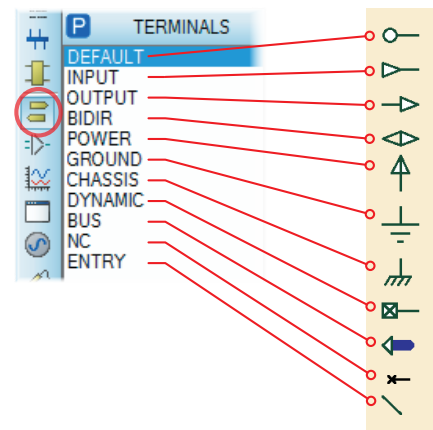 P TERMINALS
DEFAULT
INPUT
OUTPUT
BIDIR
POWER
GROUND
CHASSIS
DYNAMIC
BUS
NC
ENTRY